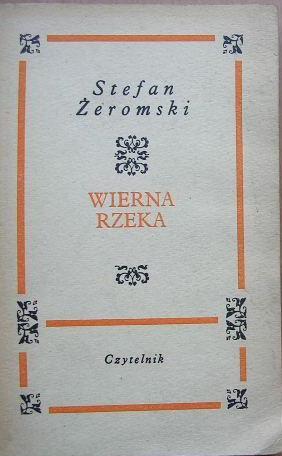 Stefan
Żeromski
WIERNA
RZEKA
Czytelnik